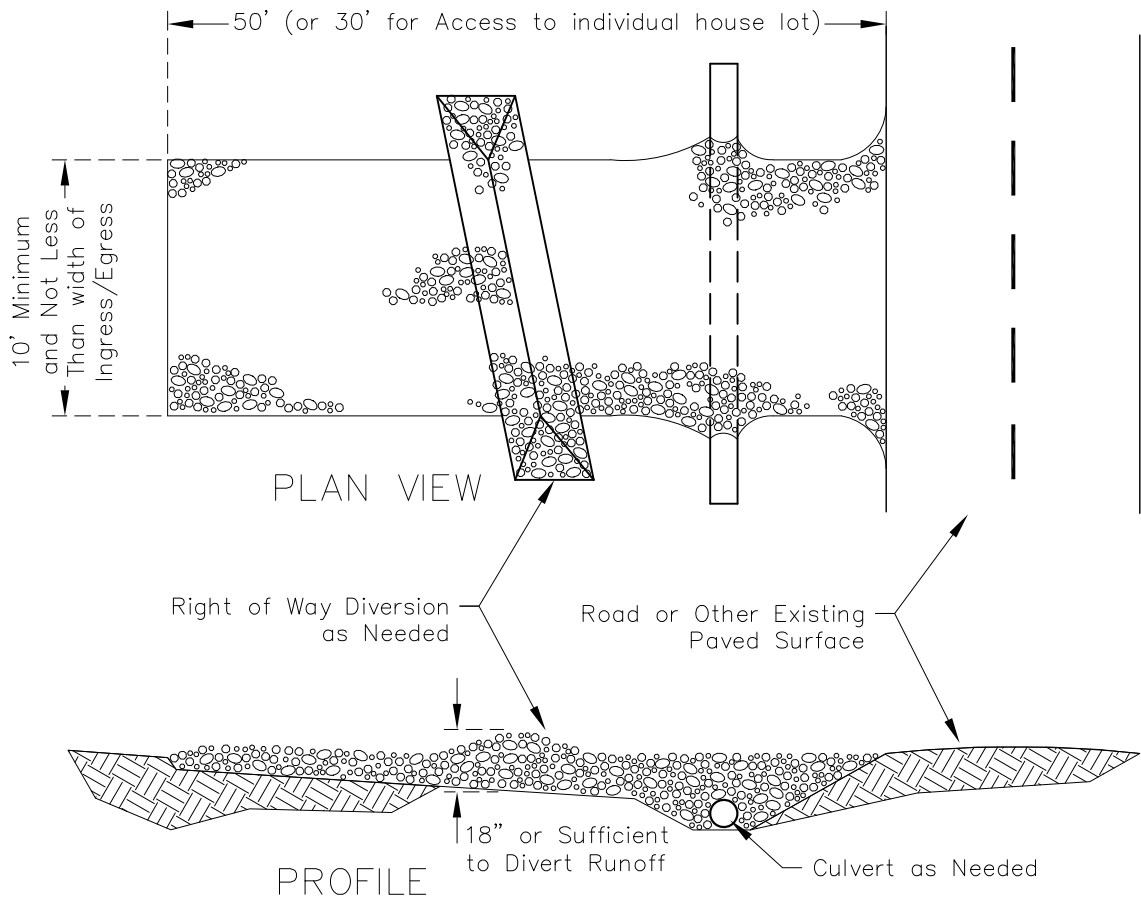 50' (or 30' for Access to individual house lot)
10' Minimum
and Not Less
Than width of
Ingress/Egress
PLAN VIEW
Right of Way Diversion
as Needed
Road or Other Existing
Paved Surface
18" or Sufficient
to Divert Runoff
Culvert as Needed
PROFILE